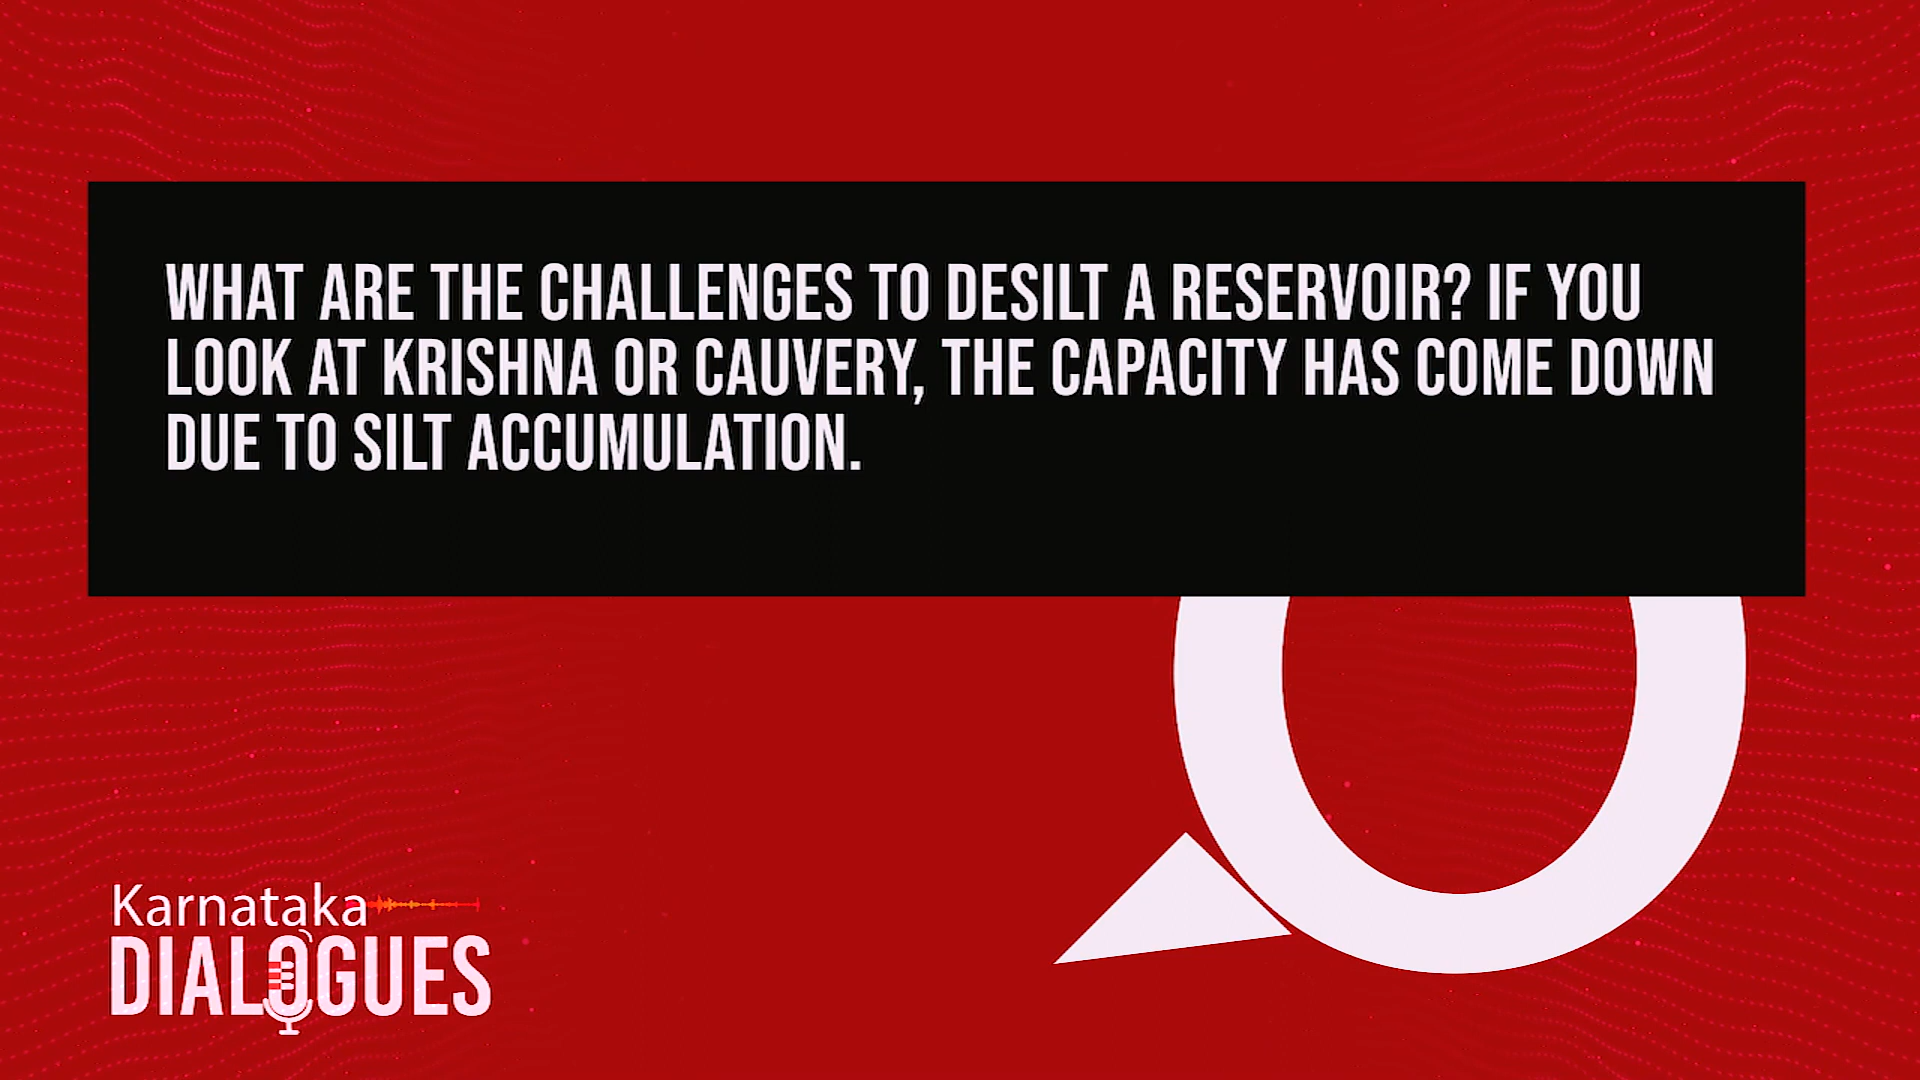 WHAT ARE THE CHALLENGES TO DESILT A RESERVOIR? IF YOU
LOOK AT KRISHNA OR CAUVERY, THE CAPACITY HAS COME DOWN
DUE TO SILT ACCUMULATION.
Karnataka
DIALOGUES